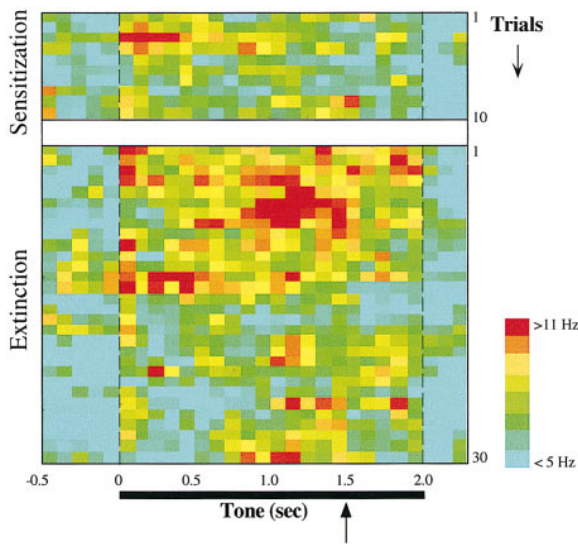 Sensitization
1
10
Trials
Extinction
1
30
>11 Hz
< 5 Hz
-0.5 0 0.5 1.0 1.5 2.0
Tone (sec)